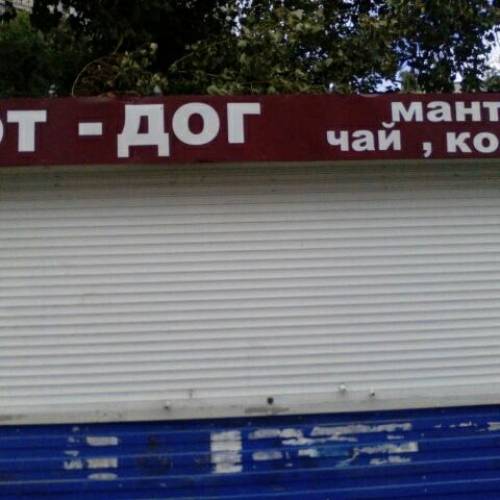 от - дог
мант
чай , ко